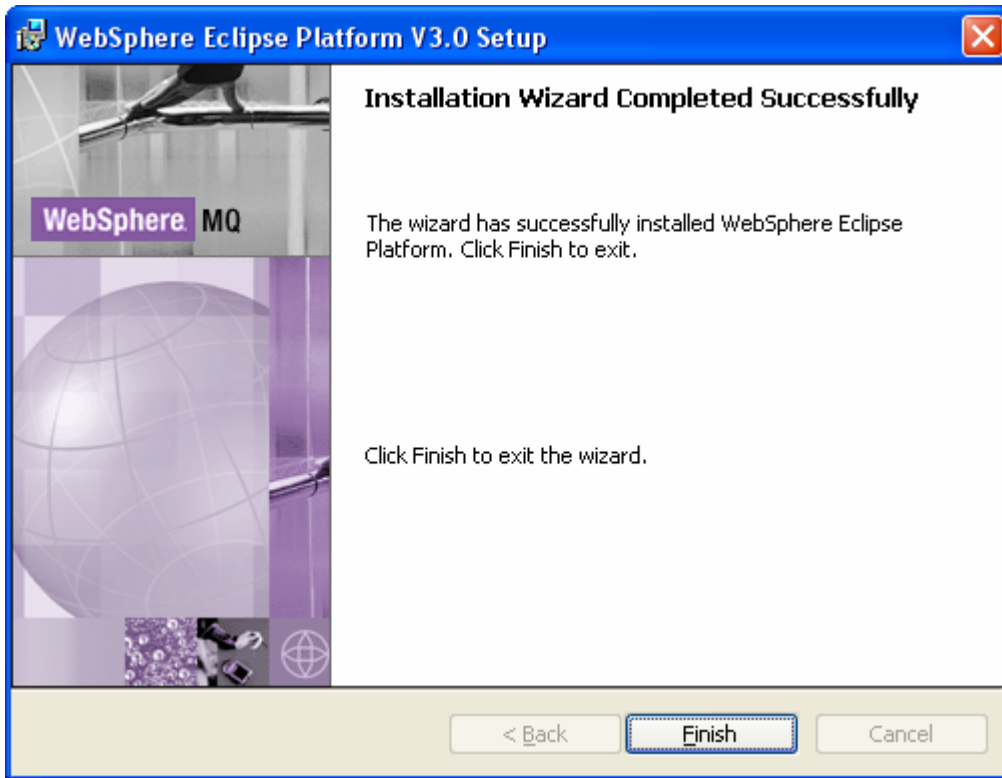 WebSphere Eclipse Platform V3.0 Setup
Installation Wizard Completed Successfully
WebSphere MQ
The wizard has successfully installed WebSphere Eclipse
Platform. Click Finish to exit.
Click Finish to exit the wizard.
< Back
Finish
Cancel